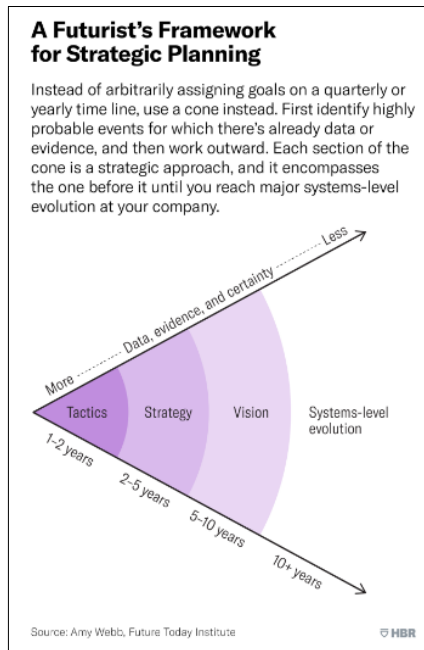 A Futurist's Framework
for Strategic Planning
Instead of arbitrarily assigning goals on a quarterly or
yearly time line, use a cone instead. First identify highly
probable events for which there's already data or
evidence, and then work outward. Each section of the
cone is a strategic approach, and it encompasses
the one before it until you reach major systems-level
evolution at your company.
More
Data, evidence, and certainty
Less
Tactics
Strategy
Vision
Systems-level
evolution
1–2 years
2–5 years
5–10 years
10+ years
Source: Amy Webb, Future Today Institute
HBR